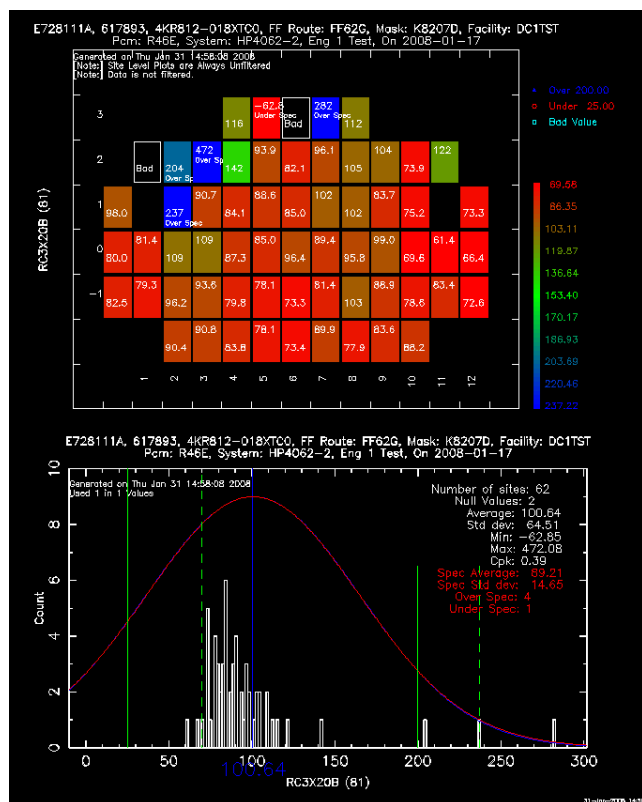 E728111A, 617893, 4KR812-018XTC0, FF Route: FF62G, Mask: K8207D, Facility: DC1TST
Pcm: R46E, System: HP4062-2, Eng 1 Test, On 2008-01-17
Generated on Thu Jan 31 14:58:08 2008
[Note:] Site Level Plots are Always Unfiltered
[Note:] Data is not filtered.
Over 200.00
Under 25.00
Bad Value
3 116 -62.8 Under Spec Bad 282 Over Spec 112
2 Bad 204 Over Sp 472 Over Sp 142 93.9 82.1 96.1 105 104 73.9 122
1 98.0 237 Over Spec 90.7 84.1 88.6 85.0 102 102 83.7 75.2 73.3
0 80.0 81.4 109 109 87.3 85.0 96.4 89.4 95.8 99.0 69.6 61.4 66.4
-1 82.5 79.3 96.2 93.6 79.8 78.1 73.3 81.4 103 88.9 78.6 83.4 72.6
90.4 90.8 83.8 78.1 73.4 89.9 77.9 83.6 88.2
1 2 3 4 5 6 7 8 9 10 11 12
RC3X20B (81)
69.58
86.35
103.11
119.87
136.64
153.40
170.17
186.93
203.69
220.46
237.22
E728111A, 617893, 4KR812-018XTC0, FF Route: FF62G, Mask: K8207D, Facility: DC1TST
Pcm: R46E, System: HP4062-2, Eng 1 Test, On 2008-01-17
Generated on Thu Jan 31 14:58:08 2008
Used 1 in 1 Values
Number of sites: 62
Null Values: 2
Average: 100.64
Std dev: 64.51
Min: -62.85
Max: 472.08
Cpk: 0.39
Spec Average: 89.21
Spec Std dev: 14.65
Over Spec: 4
Under Spec: 1
10
8
6
4
2
0
Count
0 50 100 150 200 250 300
100.64
RC3X20B (81)